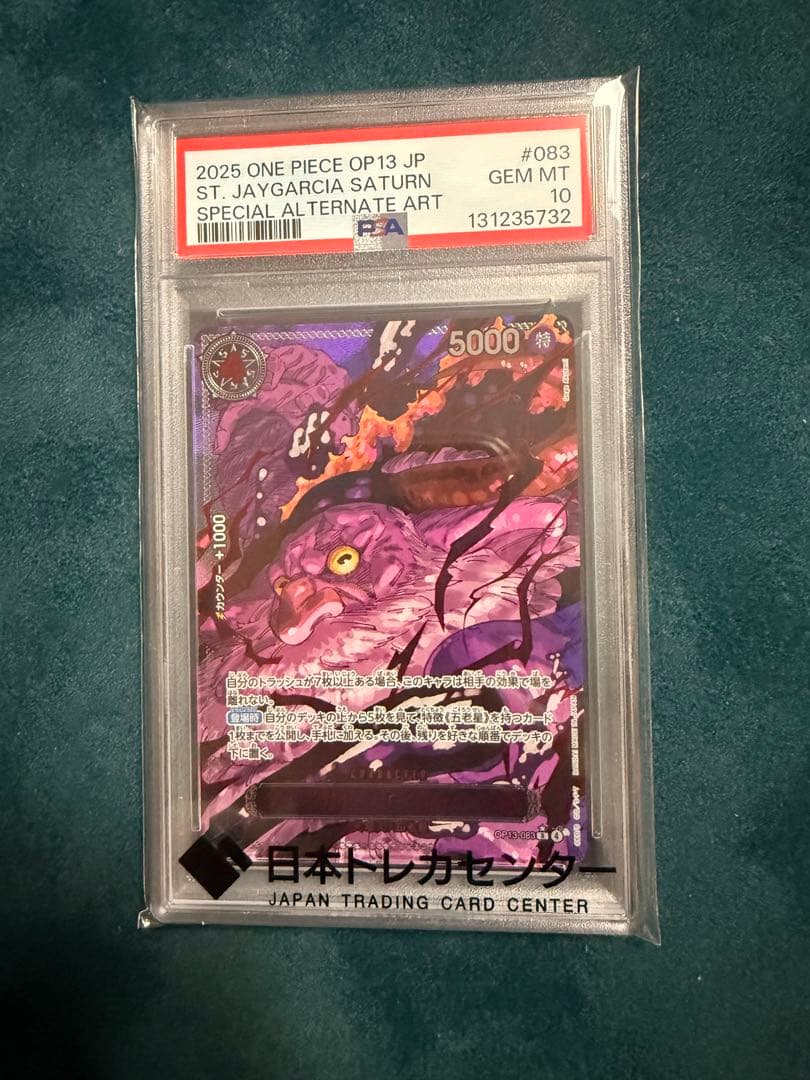 2025 ONE PIECE OP13 JP #083
ST. JAYGARCIA SATURN GEM MT
SPECIAL ALTERNATE ART 10
PSA 131235732
5000 特
カウンター +1000
自分のトラッシュが7枚以上ある場合、このキャラは相手の効果で場を
離れない。
登場時 自分のデッキの上から5枚を見て、特徴《五老星》を持つカード
1枚までを公開し、手札に加える。その後、残りを好きな順番でデッキの
下に置く。
CHARACTER
OP13-083 R 4
日本トレカセンター
JAPAN TRADING CARD CENTER